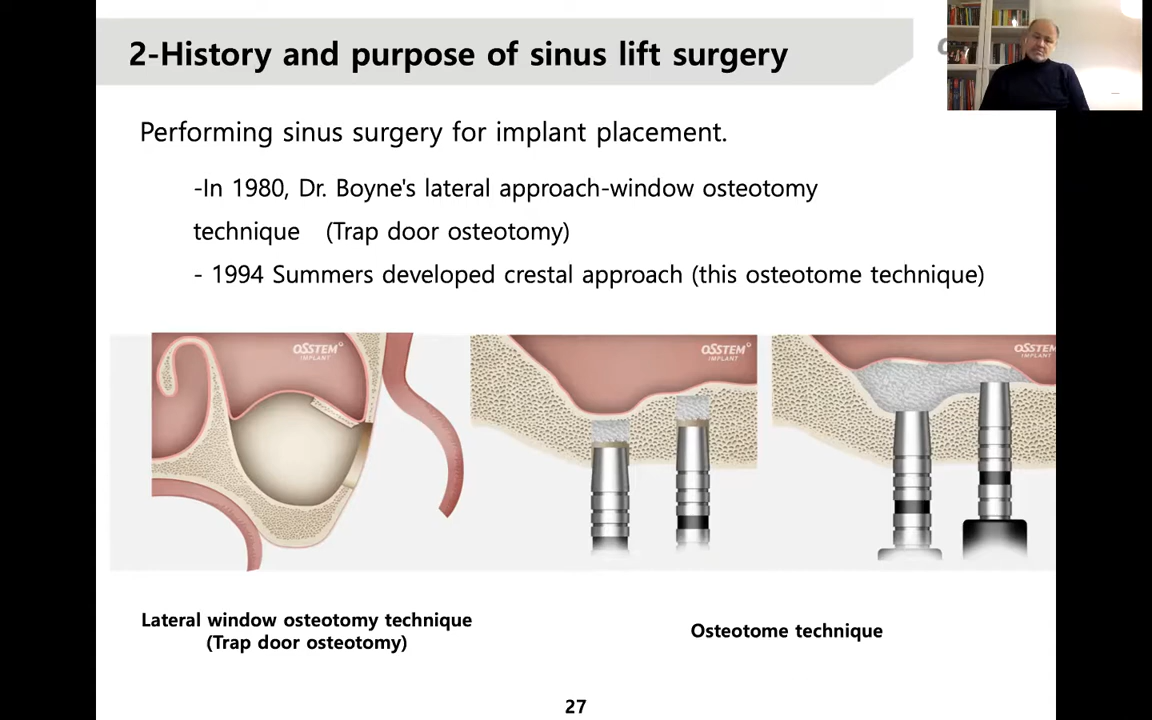 2-History and purpose of sinus lift surgery
Performing sinus surgery for implant placement.
-In 1980, Dr. Boyne's lateral approach-window osteotomy
technique (Trap door osteotomy)
- 1994 Summers developed crestal approach (this osteotome technique)
OSSTEM
IMPLANT
OSSTEM
IMPLANT
OSSTEM
IMPLANT
Lateral window osteotomy technique
(Trap door osteotomy)
Osteotome technique
27